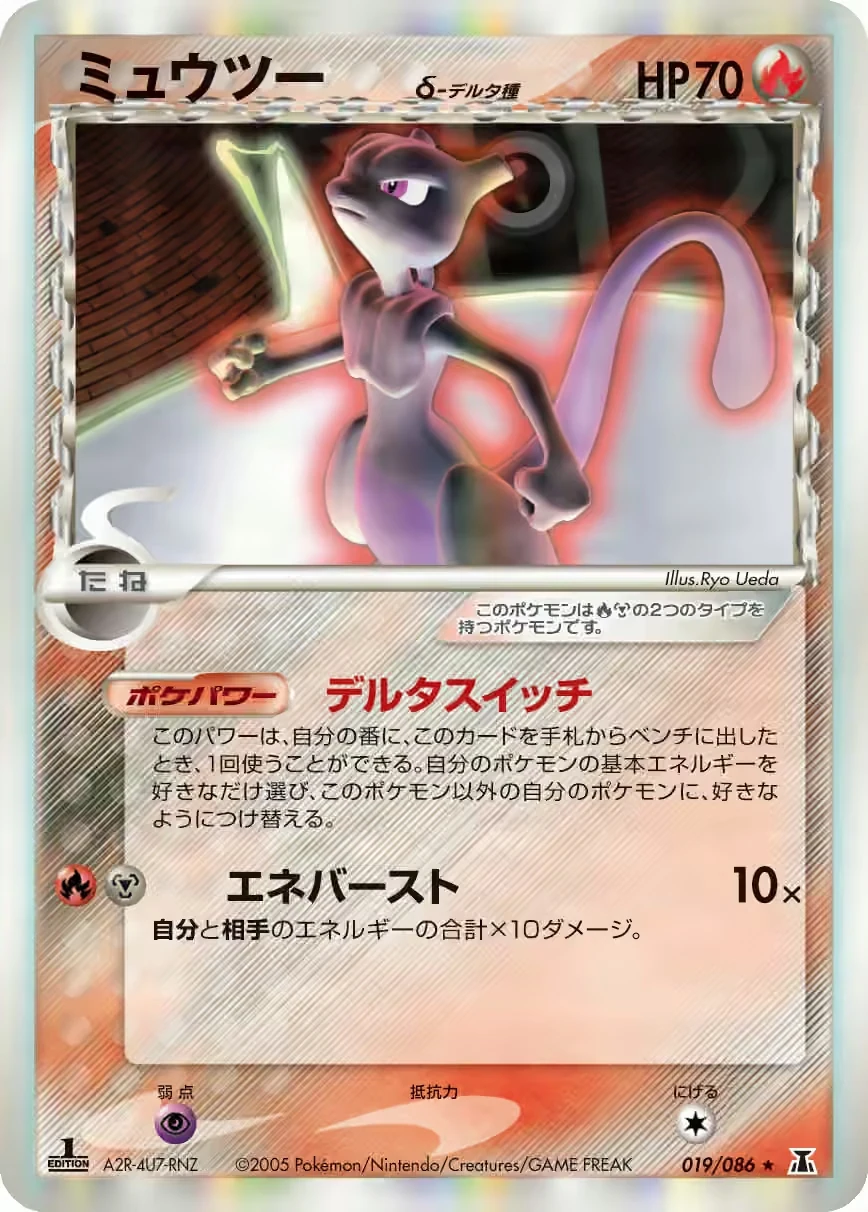 ミュウツー δ-デルタ種 HP70
たね
Illus.Ryo Ueda
このポケモンは の2つのタイプを
持つポケモンです。
ポケパワー デルタスイッチ
このパワーは、自分の番に、このカードを手札からベンチに出した
とき、1回使うことができる。自分のポケモンの基本エネルギーを
好きなだけ選び、このポケモン以外の自分のポケモンに、好きな
ようにつけ替える。
エネバースト 10×
自分と相手のエネルギーの合計×10ダメージ。
弱点 抵抗力 にげる
1 EDITION A2R-4U7-RNZ ©2005 Pokémon/Nintendo/Creatures/GAME FREAK 019/086 ★